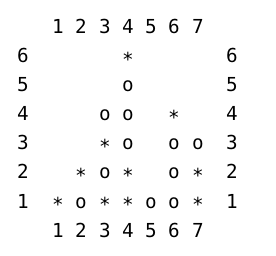 1 2 3 4 5 6 7
6 * 6
5 o 5
4 o o * 4
3 * o o o 3
2 * o * o * 2
1 * o * * o o * 1
1 2 3 4 5 6 7